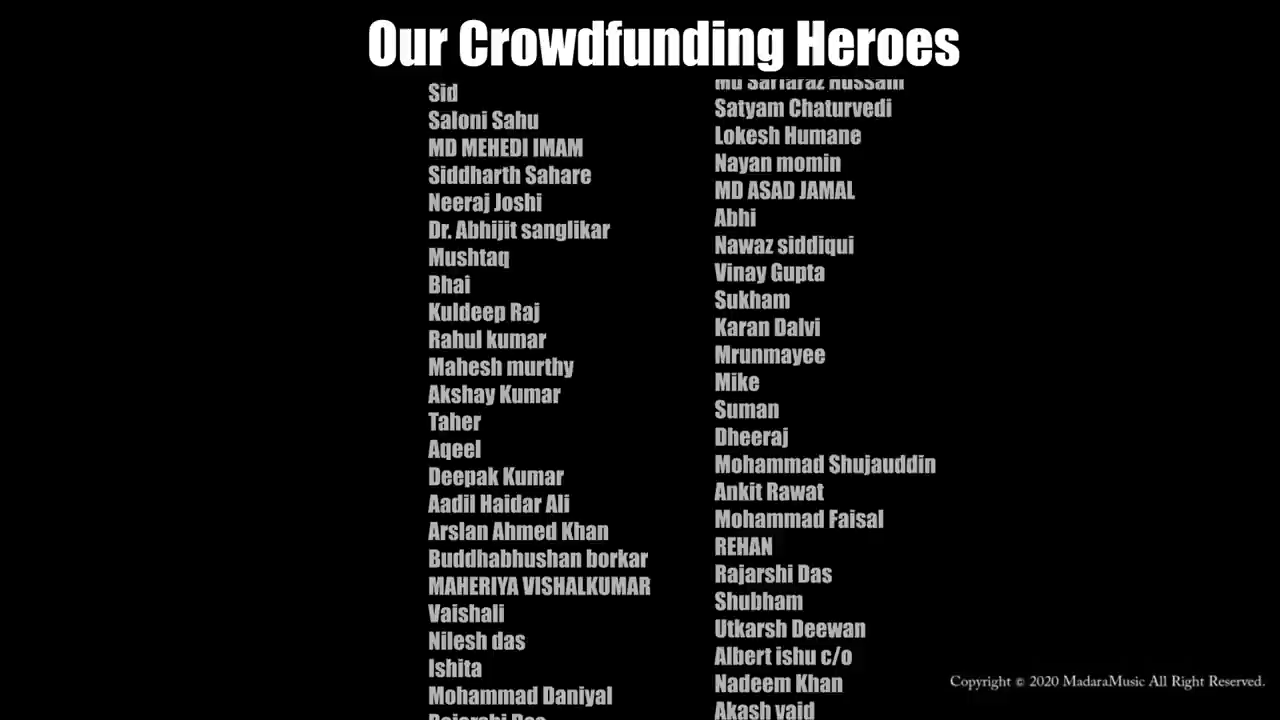 Our Crowdfunding Heroes
Sid
Saloni Sahu
MD MEHEDI IMAM
Siddharth Sahare
Neeraj Joshi
Dr. Abhijit sanglikar
Mushtaq
Bhai
Kuldeep Raj
Rahul kumar
Mahesh murthy
Akshay Kumar
Taher
Aqeel
Deepak Kumar
Aadil Haidar Ali
Arslan Ahmed Khan
Buddhabhushan borkar
MAHERIYA VISHALKUMAR
Vaishali
Nilesh das
Ishita
Mohammad Daniyal
Md Sarfaraz Hussain
Satyam Chaturvedi
Lokesh Humane
Nayan momin
MD ASAD JAMAL
Abhi
Nawaz siddiqui
Vinay Gupta
Sukham
Karan Dalvi
Mrunmayee
Mike
Suman
Dheeraj
Mohammad Shujauddin
Ankit Rawat
Mohammad Faisal
REHAN
Rajarshi Das
Shubham
Utkarsh Deewan
Albert ishu c/o
Nadeem Khan
Akash vaid
Copyright © 2020 MadaraMusic All Right Reserved.